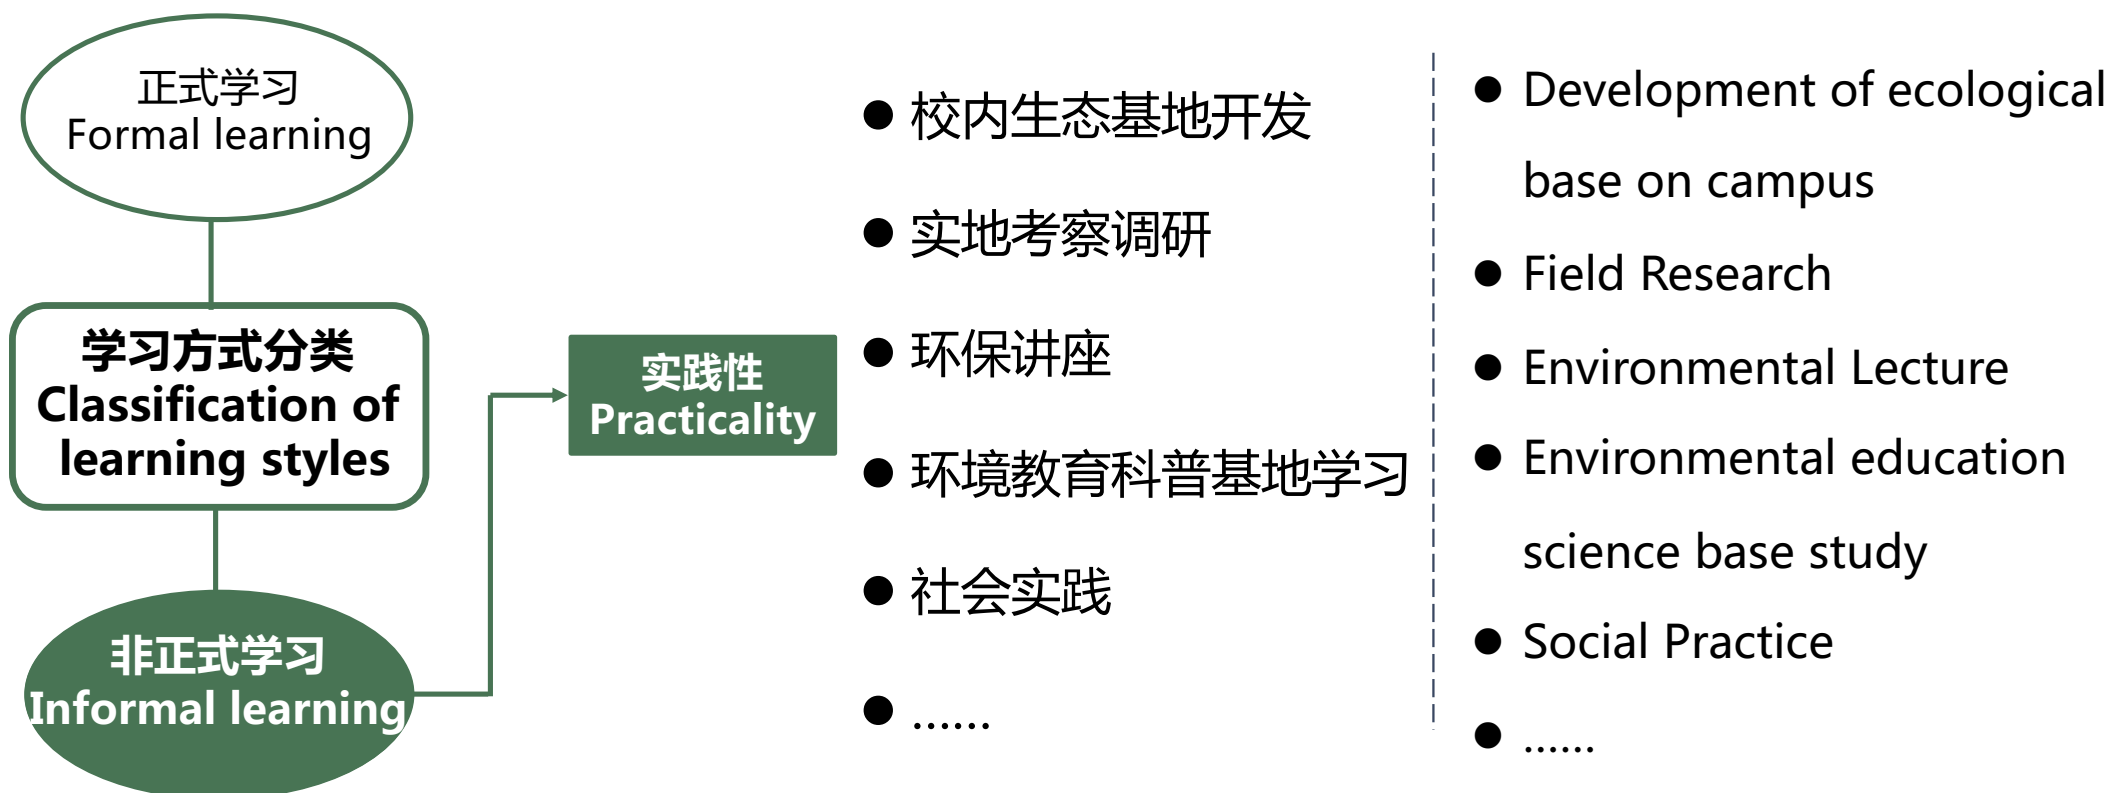 正式学习
Formal learning
学习方式分类
Classification of
learning styles
非正式学习
Informal learning
实践性
Practicality
● 校内生态基地开发
● 实地考察调研
● 环保讲座
● 环境教育科普基地学习
● 社会实践
● ……
● Development of ecological
base on campus
● Field Research
● Environmental Lecture
● Environmental education
science base study
● Social Practice
● ……